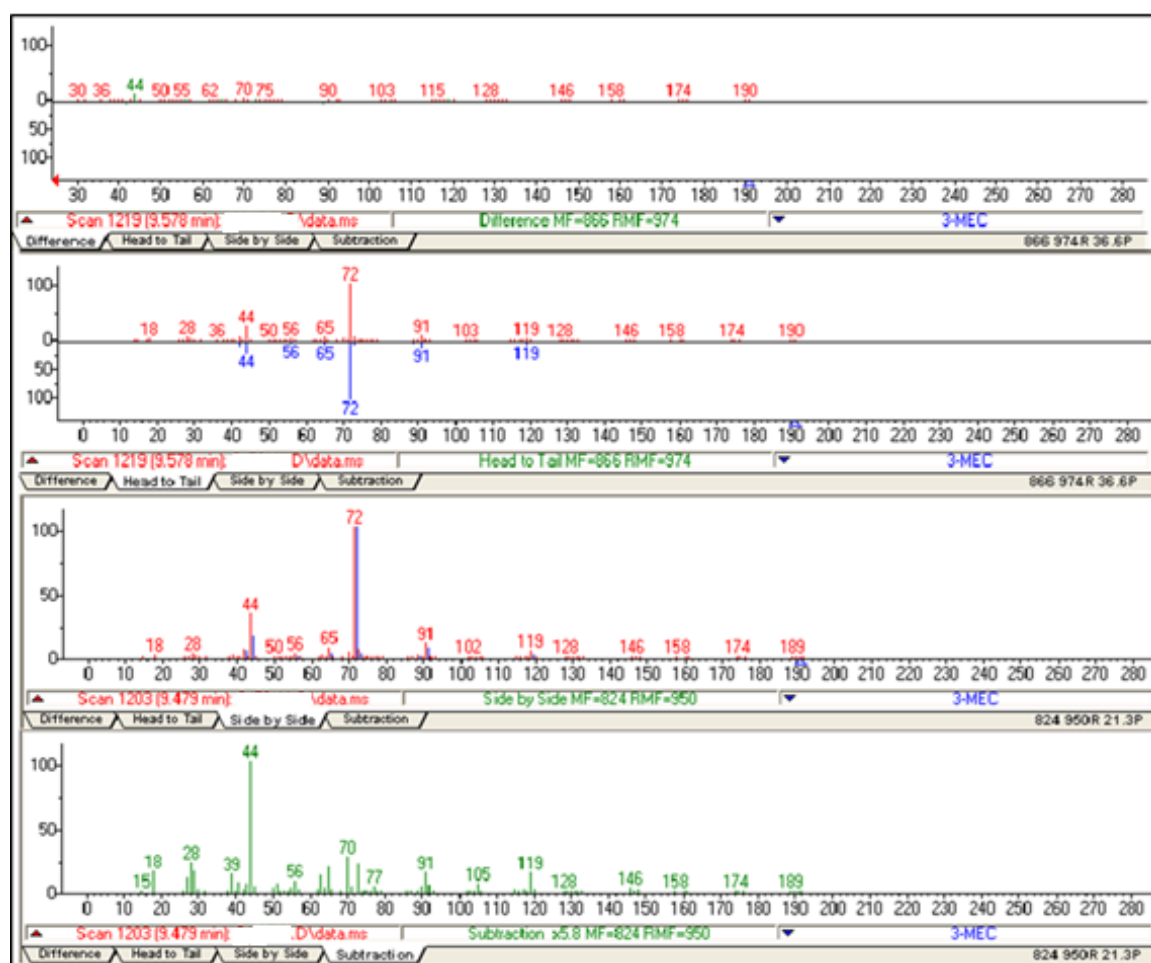 100
30 36 44 50 55 62 70 75 90 103 115 128 146 158 174 190
0
50
100
30 40 50 60 70 80 90 100 110 120 130 140 150 160 170 180 190 200 210 220 230 240 250 260 270 280
Scan 1219 (9.578 min): \data.ms Difference MF=866 RMF=974 3-MEC
Difference Head to Tail Side by Side Subtraction 866 974R 36.6P
100
72
18 28 36 44 50 56 65 91 103 119 128 146 158 174 190
0
44 56 65 91 119
50
100
72
0 10 20 30 40 50 60 70 80 90 100 110 120 130 140 150 160 170 180 190 200 210 220 230 240 250 260 270 280
Scan 1219 (9.578 min): D\data.ms Head to Tail MF=866 RMF=974 3-MEC
Difference Head to Tail Side by Side Subtraction 866 974R 36.6P
72
100
50
44
18 28 50 56 65 91 102 119 128 146 158 174 189
0
0 10 20 30 40 50 60 70 80 90 100 110 120 130 140 150 160 170 180 190 200 210 220 230 240 250 260 270 280
Scan 1203 (9.479 min): \data.ms Side by Side MF=824 RMF=950 3-MEC
Difference Head to Tail Side by Side Subtraction 824 950R 21.3P
44
100
50
15 18 28 39 56 70 77 91 105 119 128 146 158 174 189
0
0 10 20 30 40 50 60 70 80 90 100 110 120 130 140 150 160 170 180 190 200 210 220 230 240 250 260 270 280
Scan 1203 (9.479 min): .D\data.ms Subtraction x5.8 MF=824 RMF=950 3-MEC
Difference Head to Tail Side by Side Subtraction 824 950R 21.3P